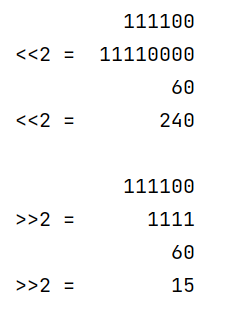 111100
<<2 = 11110000
60
<<2 = 240
111100
>>2 = 1111
60
>>2 = 15